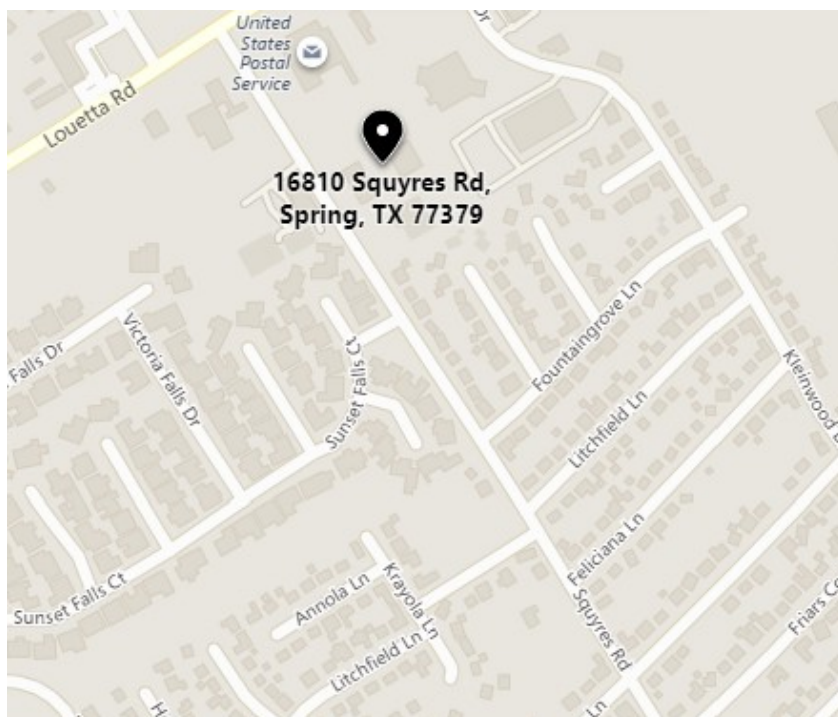 United
States
Postal
Service
Dr
Louetta Rd
16810 Squyres Rd,
Spring, TX 77379
Victoria Falls Dr
Falls Dr
Sunset Falls Ct
Fountaingrove Ln
Kleinwood
Litchfield Ln
Feliciana Ln
Squyres Rd
Friars
Annola Ln
Krayola Ln
Sunset Falls Ct
Litchfield Ln
Ln